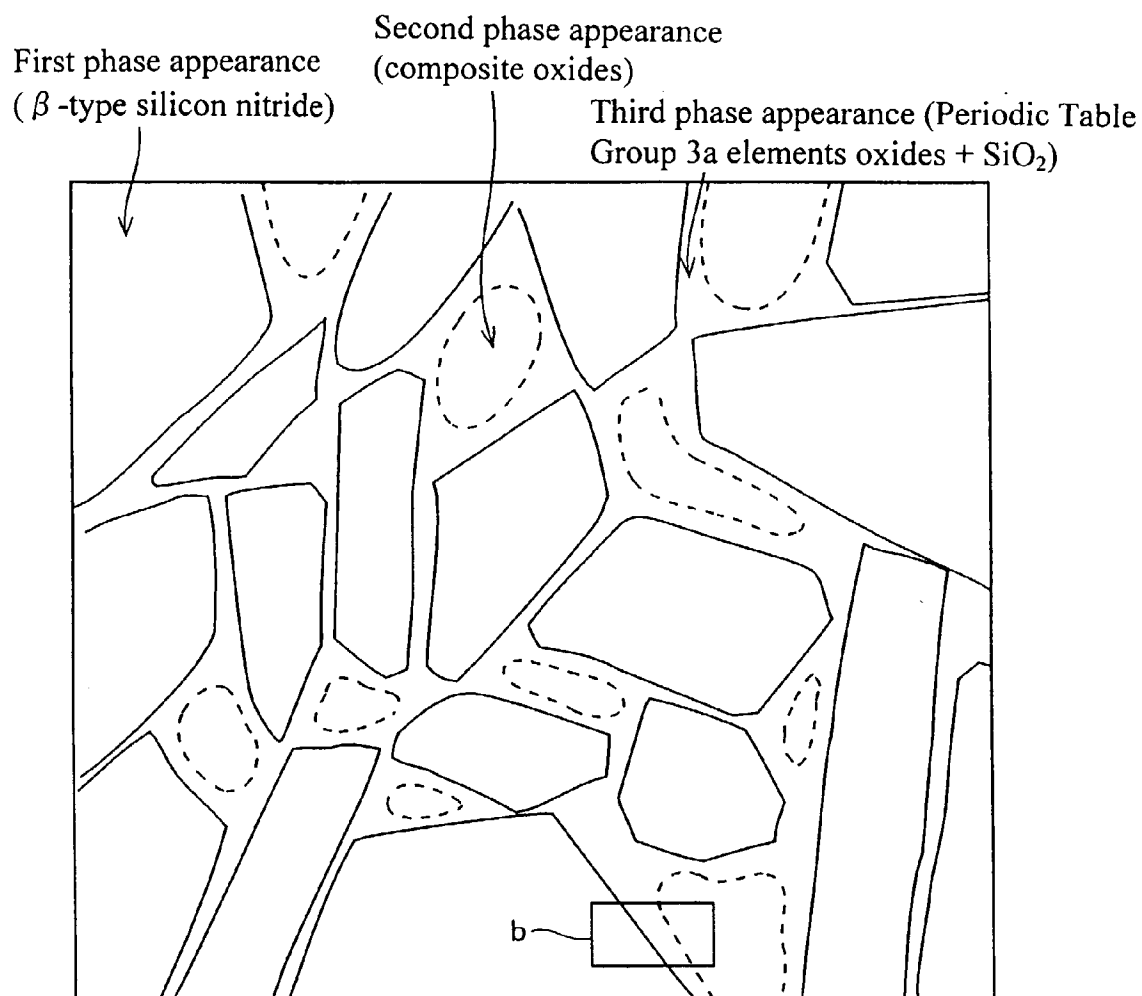 First phase appearance
( β -type silicon nitride)
Second phase appearance
(composite oxides)
Third phase appearance (Periodic Table
Group 3a elements oxides + SiO₂)
b